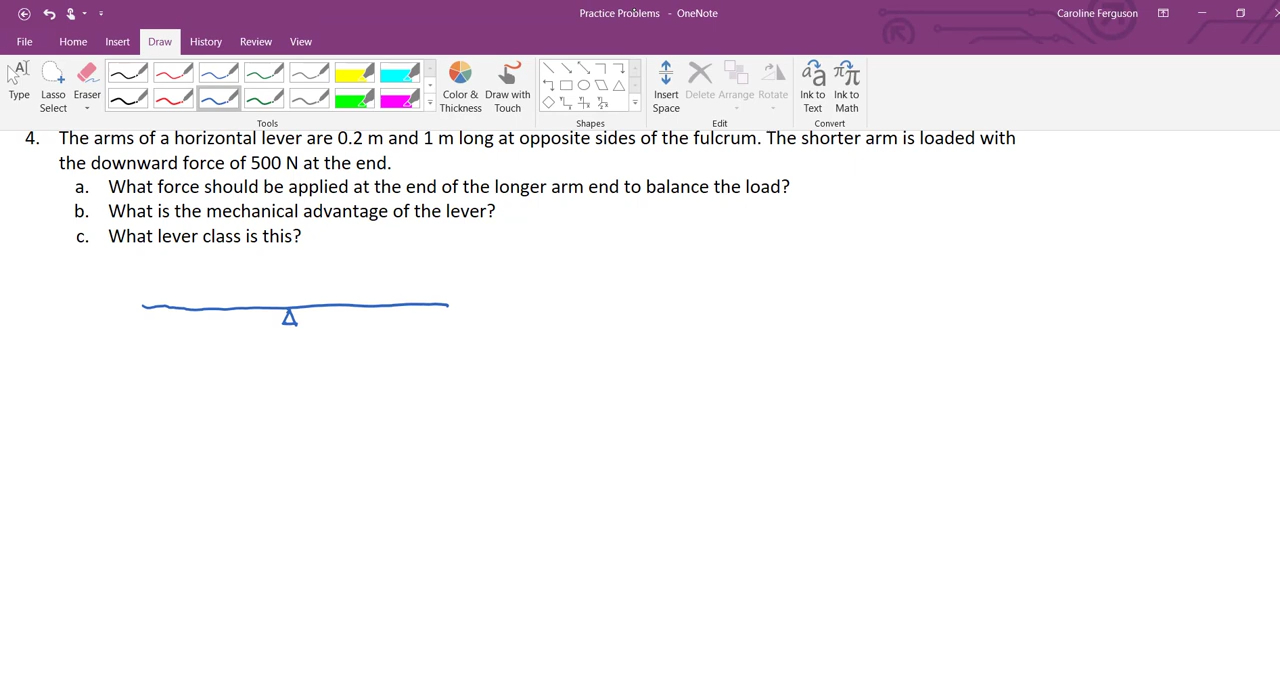 Practice Problems - OneNote
Caroline Ferguson
File Home Insert Draw History Review View
Type
Lasso Select
Eraser
Color & Thickness
Draw with Touch
Insert Space
Delete Arrange Rotate
Ink to Text
Ink to Math
Tools Shapes Edit Convert
4. The arms of a horizontal lever are 0.2 m and 1 m long at opposite sides of the fulcrum. The shorter arm is loaded with
the downward force of 500 N at the end.
a. What force should be applied at the end of the longer arm end to balance the load?
b. What is the mechanical advantage of the lever?
c. What lever class is this?